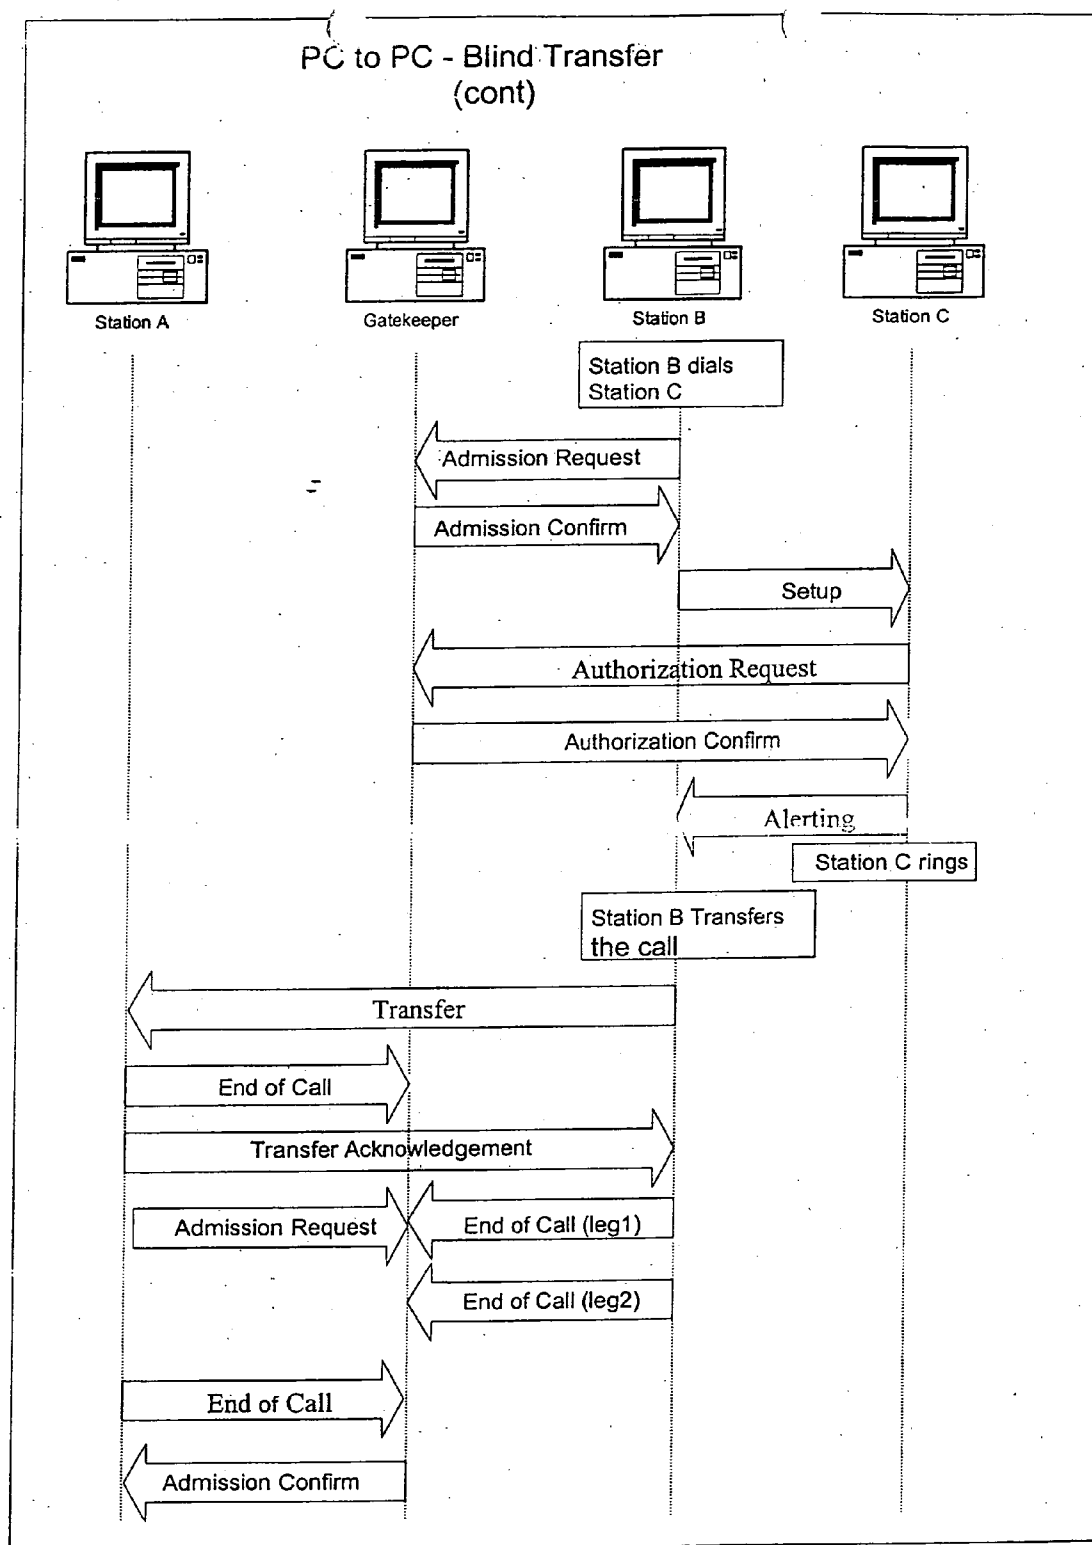 PC to PC - Blind Transfer
(cont)
Station A
Gatekeeper
Station B
Station C
Station B dials
Station C
Admission Request
Admission Confirm
Setup
Authorization Request
Authorization Confirm
Alerting
Station C rings
Station B Transfers
the call
Transfer
End of Call
Transfer Acknowledgement
Admission Request
End of Call (leg1)
End of Call (leg2)
End of Call
Admission Confirm